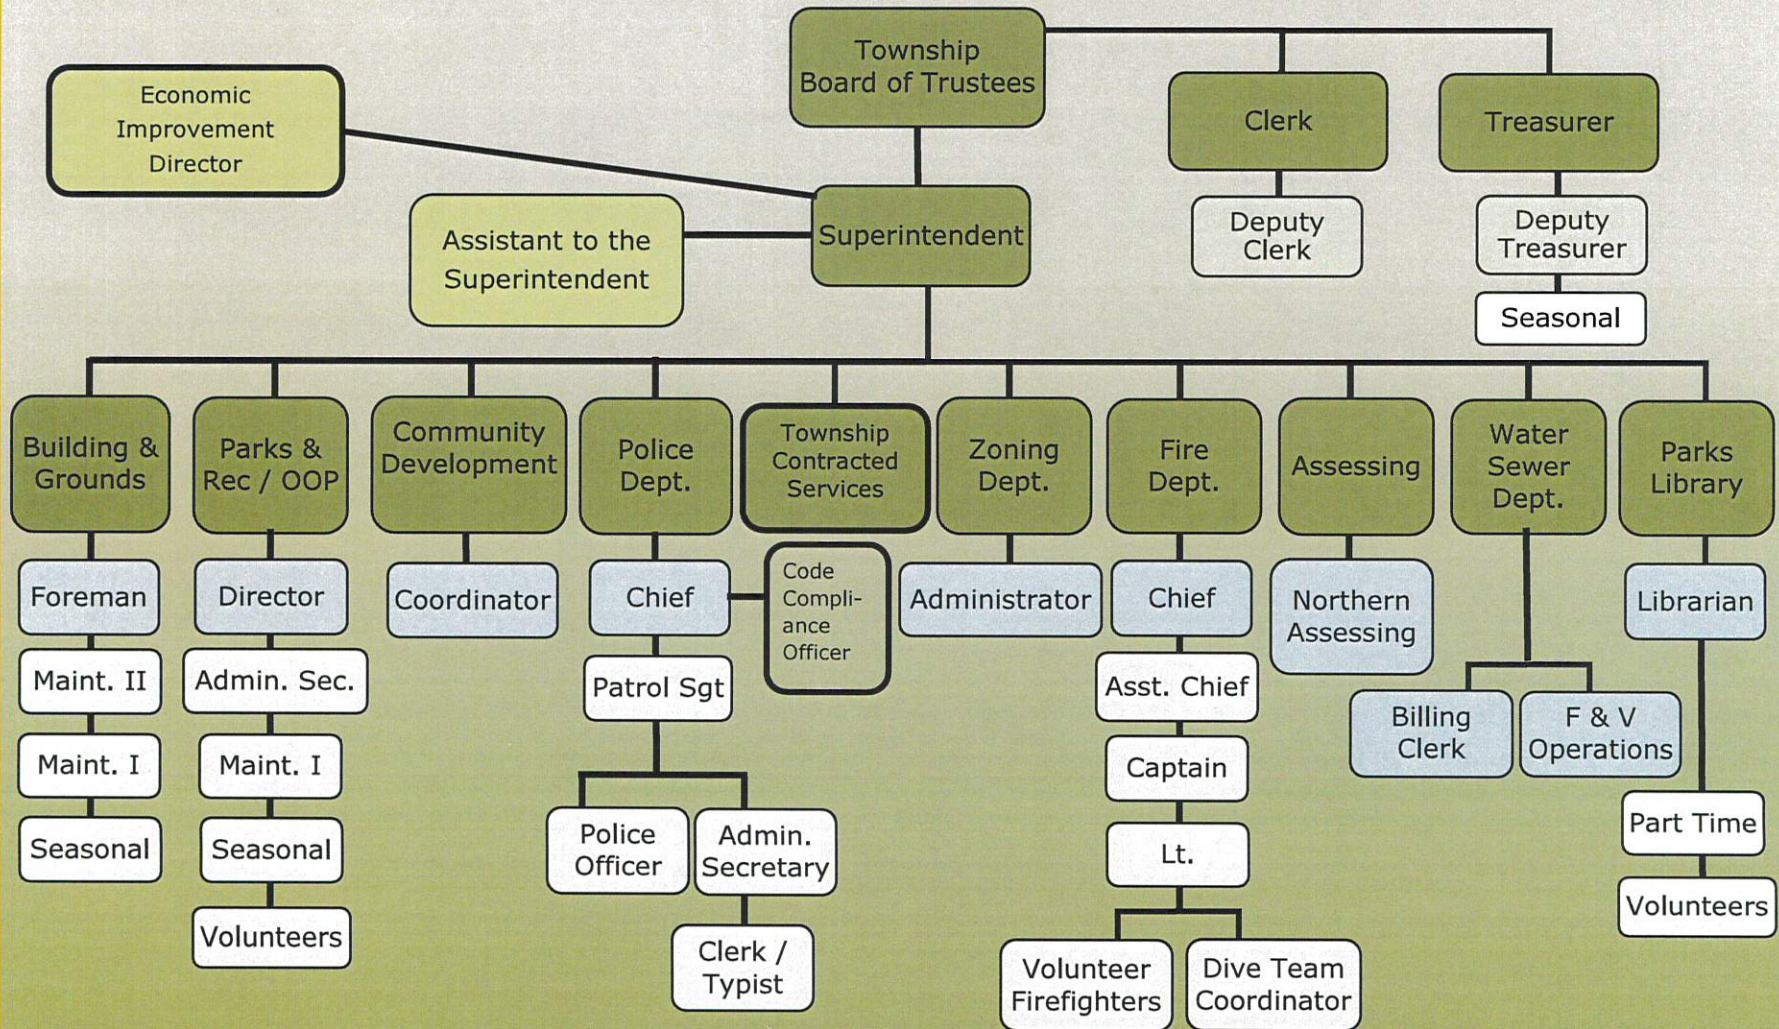 Township
Board of Trustees
Economic
Improvement
Director
Clerk
Treasurer
Assistant to the
Superintendent
Superintendent
Deputy
Clerk
Deputy
Treasurer
Seasonal
Building &
Grounds
Parks &
Rec / OOP
Community
Development
Police
Dept.
Township
Contracted
Services
Zoning
Dept.
Fire
Dept.
Assessing
Water
Sewer
Dept.
Parks
Library
Foreman
Director
Coordinator
Chief
Code
Compli-
ance
Officer
Administrator
Chief
Northern
Assessing
Librarian
Maint. II
Admin. Sec.
Patrol Sgt
Asst. Chief
Billing
Clerk
F & V
Operations
Maint. I
Maint. I
Captain
Seasonal
Seasonal
Police
Officer
Admin.
Secretary
Lt.
Part Time
Volunteers
Volunteers
Clerk /
Typist
Volunteer
Firefighters
Dive Team
Coordinator